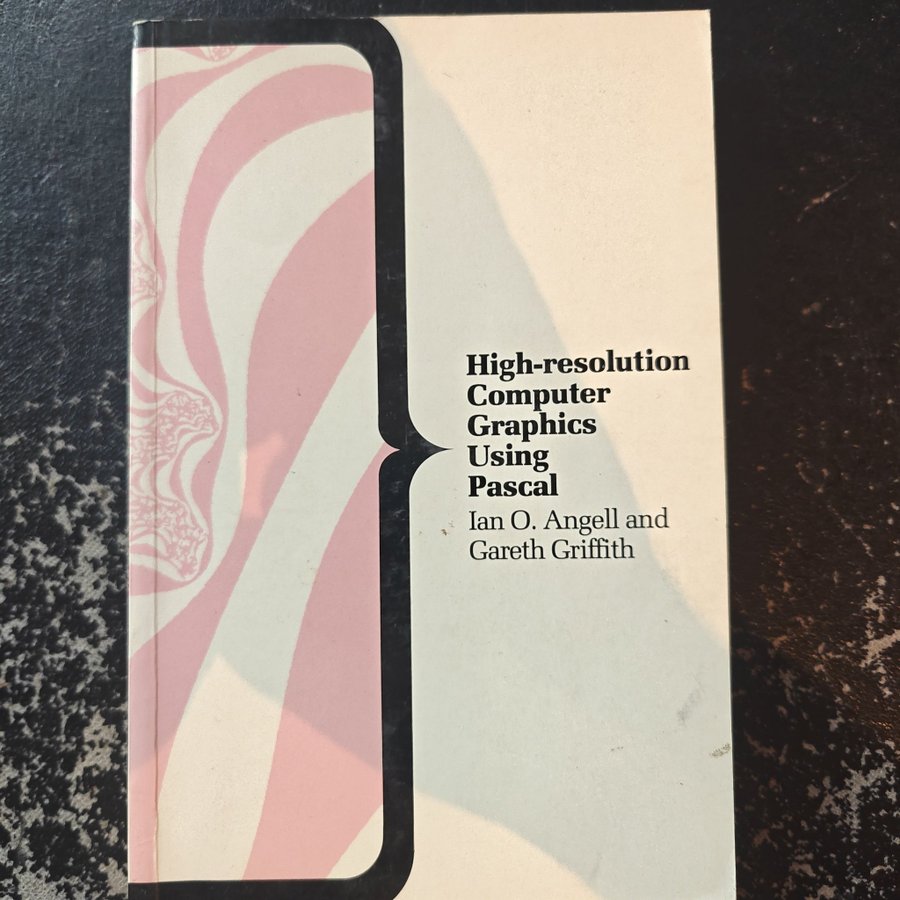 High-resolution
Computer
Graphics
Using
Pascal
Ian O. Angell and
Gareth Griffith